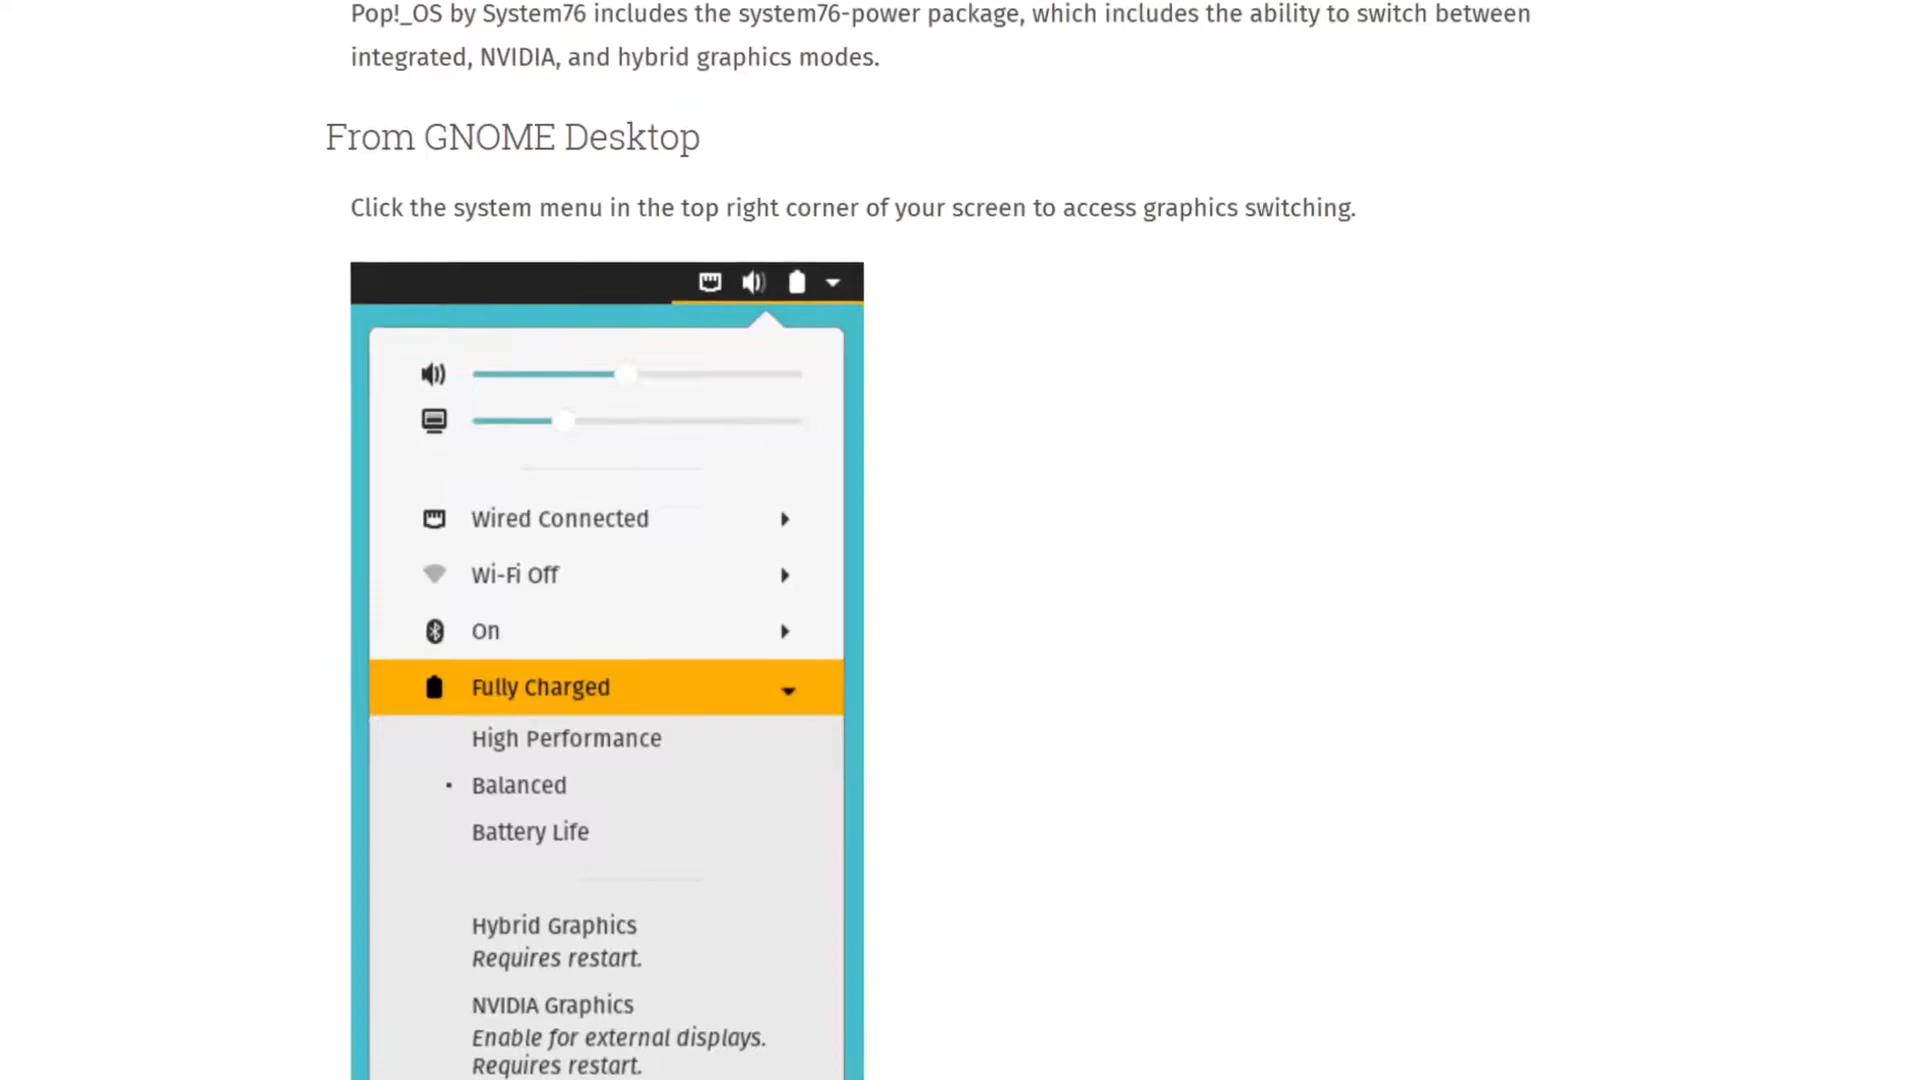 Pop!_OS by System76 includes the system76-power package, which includes the ability to switch between
integrated, NVIDIA, and hybrid graphics modes.
From GNOME Desktop
Click the system menu in the top right corner of your screen to access graphics switching.
Wired Connected
Wi-Fi Off
On
Fully Charged
High Performance
• Balanced
Battery Life
Hybrid Graphics
Requires restart.
NVIDIA Graphics
Enable for external displays.
Requires restart.